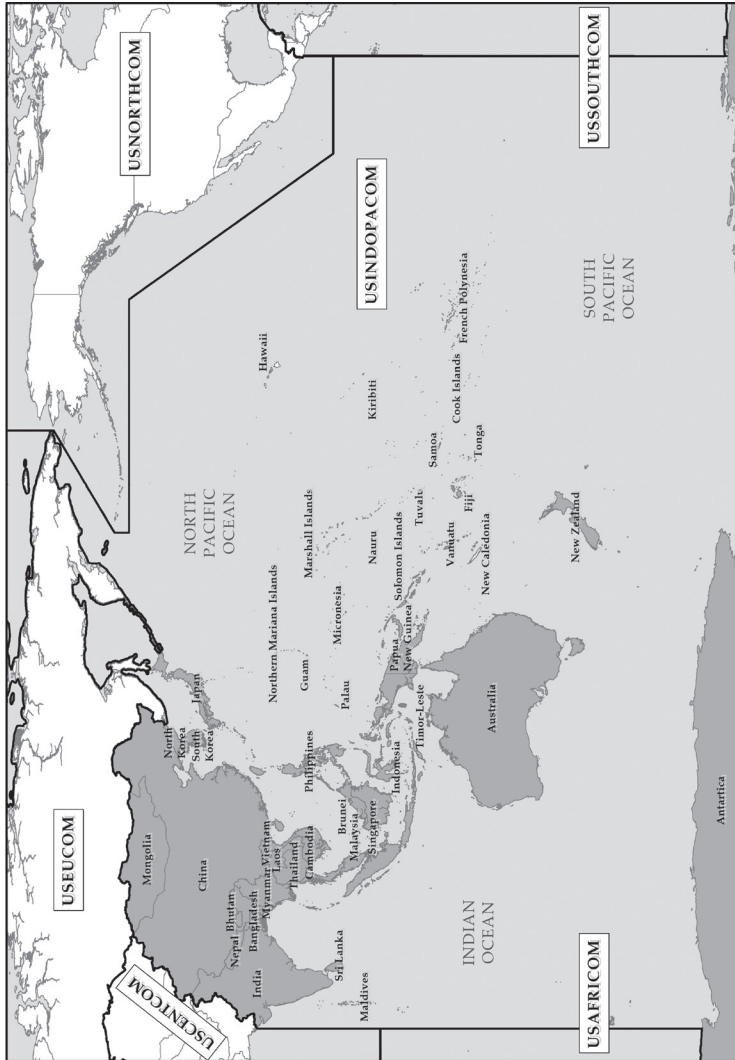 USEUCOM
USNORTHCOM
USCENTCOM
Mongolia
China
North
Korea
South
Korea
Japan
NORTH
PACIFIC
OCEAN
Nepal
Bhutan
Bangladesh
India
Myanmar
Vietnam
Laos
Thailand
Cambodia
Northern Mariana Islands
Hawaii
Guam
Philippines
Marshall Islands
Micronesia
Palau
Sri Lanka
Maldives
Brunei
Malaysia
Singapore
Indonesia
Papua
New Guinea
Nauru
Kiribati
USINDOPACOM
Solomon Islands
Timor-Leste
Tuvalu
Samoa
Vanuatu
Fiji
Cook Islands
French Polynesia
Tonga
New Caledonia
Australia
INDIAN
OCEAN
New Zealand
SOUTH
PACIFIC
OCEAN
USAFRICOM
USSOUTHCOM
Antartica